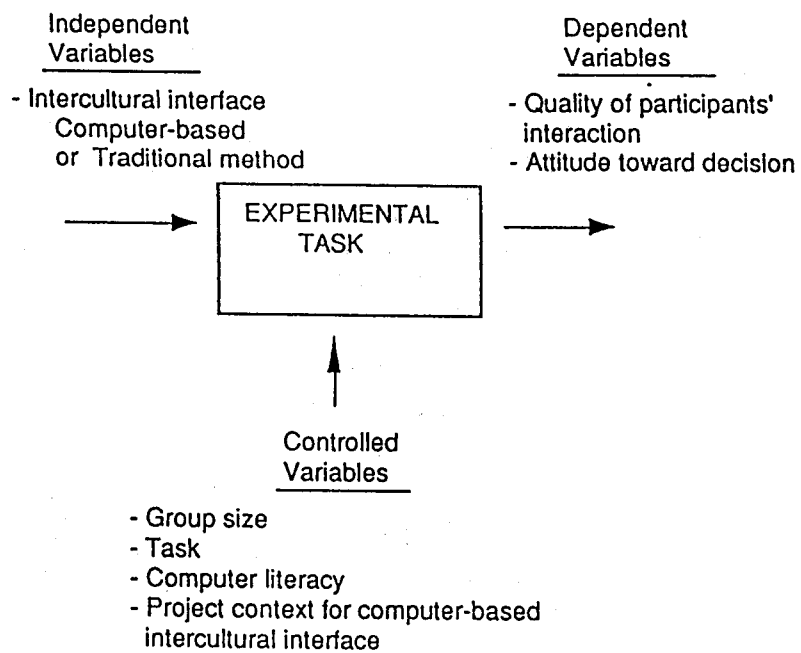 Independent
Variables
- Intercultural interface
Computer-based
or Traditional method
Dependent
Variables
- Quality of participants'
interaction
- Attitude toward decision
EXPERIMENTAL
TASK
Controlled
Variables
- Group size
- Task
- Computer literacy
- Project context for computer-based
intercultural interface